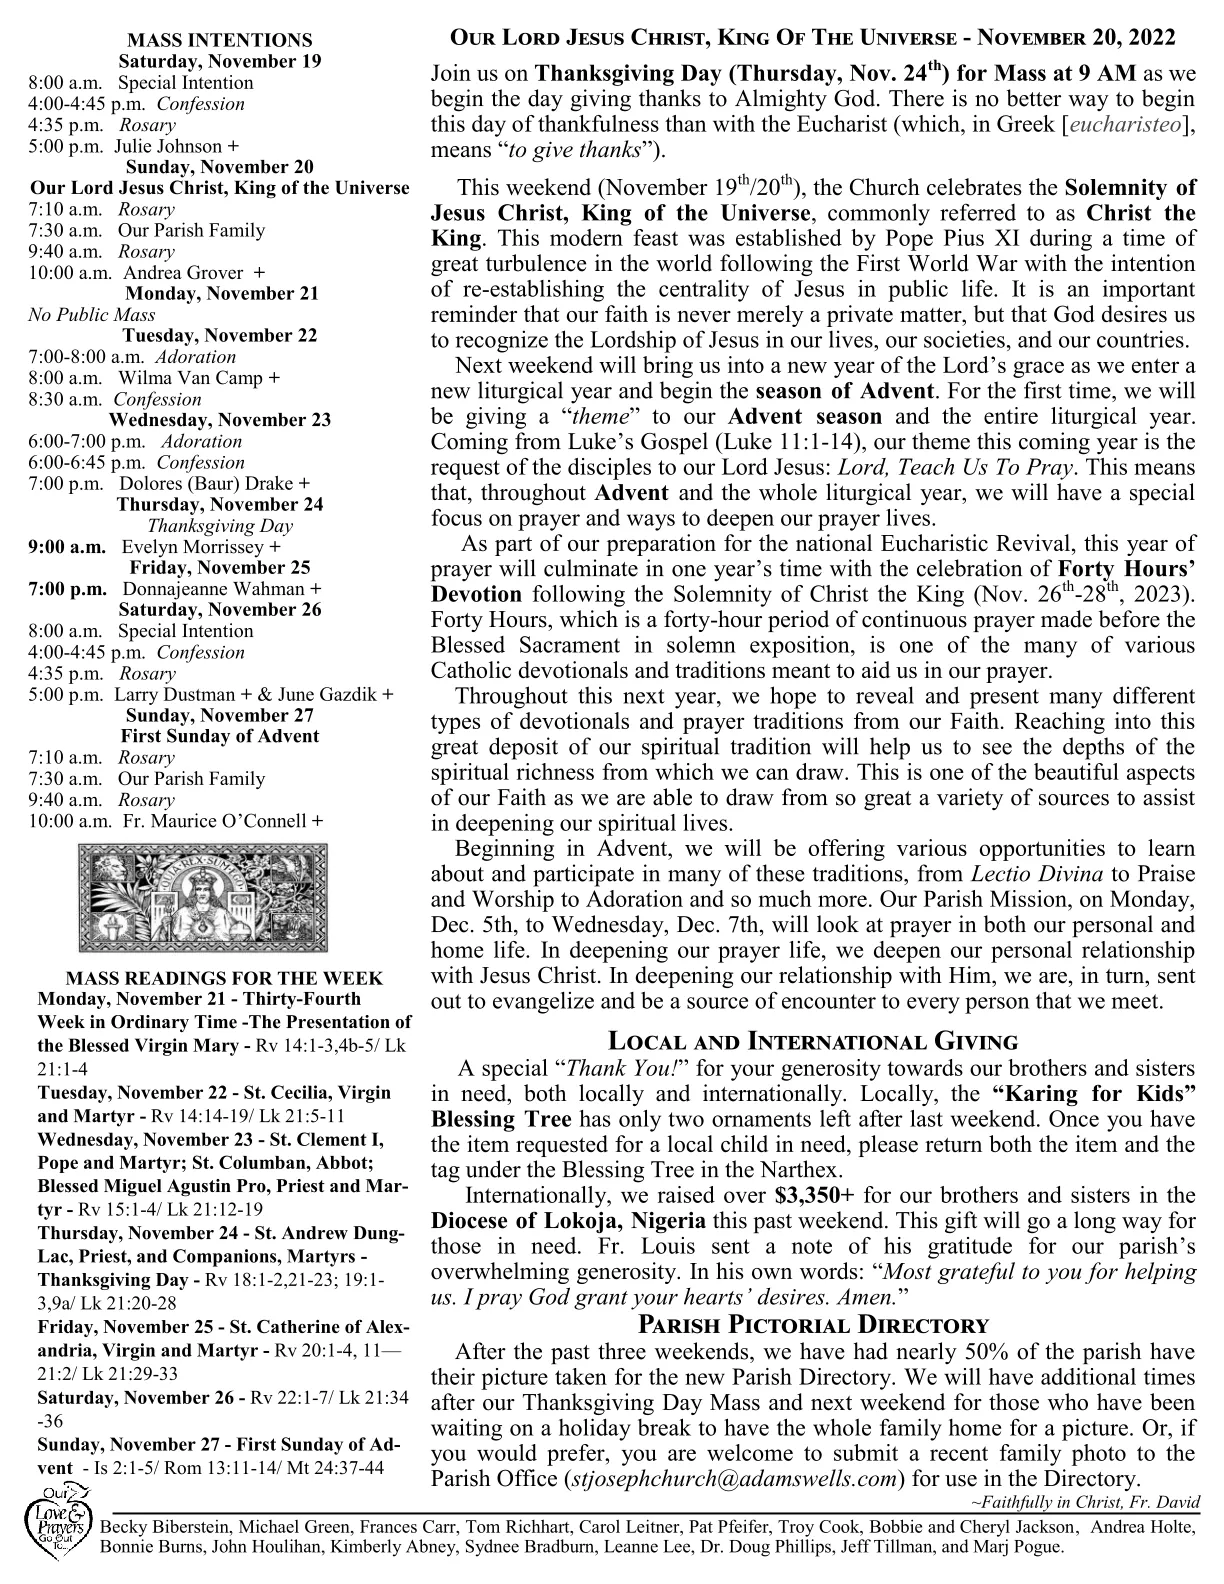 MASS INTENTIONS
Saturday, November 19
8:00 a.m. Special Intention
4:00-4:45 p.m. Confession
4:35 p.m. Rosary
5:00 p.m. Julie Johnson +
Sunday, November 20
Our Lord Jesus Christ, King of the Universe
7:10 a.m. Rosary
7:30 a.m. Our Parish Family
9:40 a.m. Rosary
10:00 a.m. Andrea Grover +
Monday, November 21
No Public Mass
Tuesday, November 22
7:00-8:00 a.m. Adoration
8:00 a.m. Wilma Van Camp +
8:30 a.m. Confession
Wednesday, November 23
6:00-7:00 p.m. Adoration
6:00-6:45 p.m. Confession
7:00 p.m. Dolores (Baur) Drake +
Thursday, November 24
Thanksgiving Day
9:00 a.m. Evelyn Morrissey +
Friday, November 25
7:00 p.m. Donnajeanne Wahman +
Saturday, November 26
8:00 a.m. Special Intention
4:00-4:45 p.m. Confession
4:35 p.m. Rosary
5:00 p.m. Larry Dustman + & June Gazdik +
Sunday, November 27
First Sunday of Advent
7:10 a.m. Rosary
7:30 a.m. Our Parish Family
9:40 a.m. Rosary
10:00 a.m. Fr. Maurice O’Connell +
MASS READINGS FOR THE WEEK
Monday, November 21 - Thirty-Fourth
Week in Ordinary Time -The Presentation of
the Blessed Virgin Mary - Rv 14:1-3,4b-5/ Lk
21:1-4
Tuesday, November 22 - St. Cecilia, Virgin
and Martyr - Rv 14:14-19/ Lk 21:5-11
Wednesday, November 23 - St. Clement I,
Pope and Martyr; St. Columban, Abbot;
Blessed Miguel Agustin Pro, Priest and Mar-
tyr - Rv 15:1-4/ Lk 21:12-19
Thursday, November 24 - St. Andrew Dung-
Lac, Priest, and Companions, Martyrs -
Thanksgiving Day - Rv 18:1-2,21-23; 19:1-
3,9a/ Lk 21:20-28
Friday, November 25 - St. Catherine of Alex-
andria, Virgin and Martyr - Rv 20:1-4, 11—
21:2/ Lk 21:29-33
Saturday, November 26 - Rv 22:1-7/ Lk 21:34
-36
Sunday, November 27 - First Sunday of Ad-
vent - Is 2:1-5/ Rom 13:11-14/ Mt 24:37-44
Our Lord Jesus Christ, King Of The Universe - November 20, 2022
Join us on Thanksgiving Day (Thursday, Nov. 24th) for Mass at 9 AM as we
begin the day giving thanks to Almighty God. There is no better way to begin
this day of thankfulness than with the Eucharist (which, in Greek [eucharisteo],
means “to give thanks”).
This weekend (November 19th/20th), the Church celebrates the Solemnity of
Jesus Christ, King of the Universe, commonly referred to as Christ the
King. This modern feast was established by Pope Pius XI during a time of
great turbulence in the world following the First World War with the intention
of re-establishing the centrality of Jesus in public life. It is an important
reminder that our faith is never merely a private matter, but that God desires us
to recognize the Lordship of Jesus in our lives, our societies, and our countries.
Next weekend will bring us into a new year of the Lord’s grace as we enter a
new liturgical year and begin the season of Advent. For the first time, we will
be giving a “theme” to our Advent season and the entire liturgical year.
Coming from Luke’s Gospel (Luke 11:1-14), our theme this coming year is the
request of the disciples to our Lord Jesus: Lord, Teach Us To Pray. This means
that, throughout Advent and the whole liturgical year, we will have a special
focus on prayer and ways to deepen our prayer lives.
As part of our preparation for the national Eucharistic Revival, this year of
prayer will culminate in one year’s time with the celebration of Forty Hours’
Devotion following the Solemnity of Christ the King (Nov. 26th-28th, 2023).
Forty Hours, which is a forty-hour period of continuous prayer made before the
Blessed Sacrament in solemn exposition, is one of the many of various
Catholic devotionals and traditions meant to aid us in our prayer.
Throughout this next year, we hope to reveal and present many different
types of devotionals and prayer traditions from our Faith. Reaching into this
great deposit of our spiritual tradition will help us to see the depths of the
spiritual richness from which we can draw. This is one of the beautiful aspects
of our Faith as we are able to draw from so great a variety of sources to assist
in deepening our spiritual lives.
Beginning in Advent, we will be offering various opportunities to learn
about and participate in many of these traditions, from Lectio Divina to Praise
and Worship to Adoration and so much more. Our Parish Mission, on Monday,
Dec. 5th, to Wednesday, Dec. 7th, will look at prayer in both our personal and
home life. In deepening our prayer life, we deepen our personal relationship
with Jesus Christ. In deepening our relationship with Him, we are, in turn, sent
out to evangelize and be a source of encounter to every person that we meet.
Local and International Giving
A special “Thank You!” for your generosity towards our brothers and sisters
in need, both locally and internationally. Locally, the “Karing for Kids”
Blessing Tree has only two ornaments left after last weekend. Once you have
the item requested for a local child in need, please return both the item and the
tag under the Blessing Tree in the Narthex.
Internationally, we raised over $3,350+ for our brothers and sisters in the
Diocese of Lokoja, Nigeria this past weekend. This gift will go a long way for
those in need. Fr. Louis sent a note of his gratitude for our parish’s
overwhelming generosity. In his own words: “Most grateful to you for helping
us. I pray God grant your hearts’ desires. Amen.”
Parish Pictorial Directory
After the past three weekends, we have had nearly 50% of the parish have
their picture taken for the new Parish Directory. We will have additional times
after our Thanksgiving Day Mass and next weekend for those who have been
waiting on a holiday break to have the whole family home for a picture. Or, if
you would prefer, you are welcome to submit a recent family photo to the
Parish Office (stjosephchurch@adamswells.com) for use in the Directory.
~Faithfully in Christ, Fr. David
Our
Love &
Prayers
Go Out
To...
Becky Biberstein, Michael Green, Frances Carr, Tom Richhart, Carol Leitner, Pat Pfeifer, Troy Cook, Bobbie and Cheryl Jackson, Andrea Holte,
Bonnie Burns, John Houlihan, Kimberly Abney, Sydnee Bradburn, Leanne Lee, Dr. Doug Phillips, Jeff Tillman, and Marj Pogue.